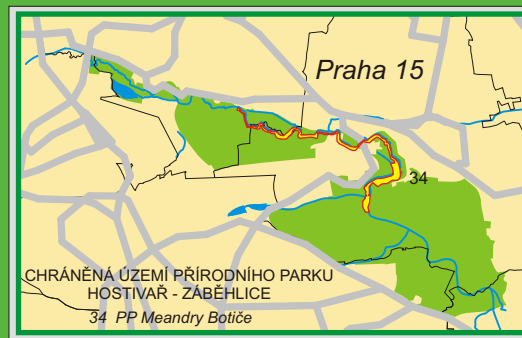 Praha 15
34
CHRÁNĚNÁ ÚZEMÍ PŘÍRODNÍHO PARKU
HOSTIVAŘ - ZÁBĚHLICE
34 PP Meandry Botiče